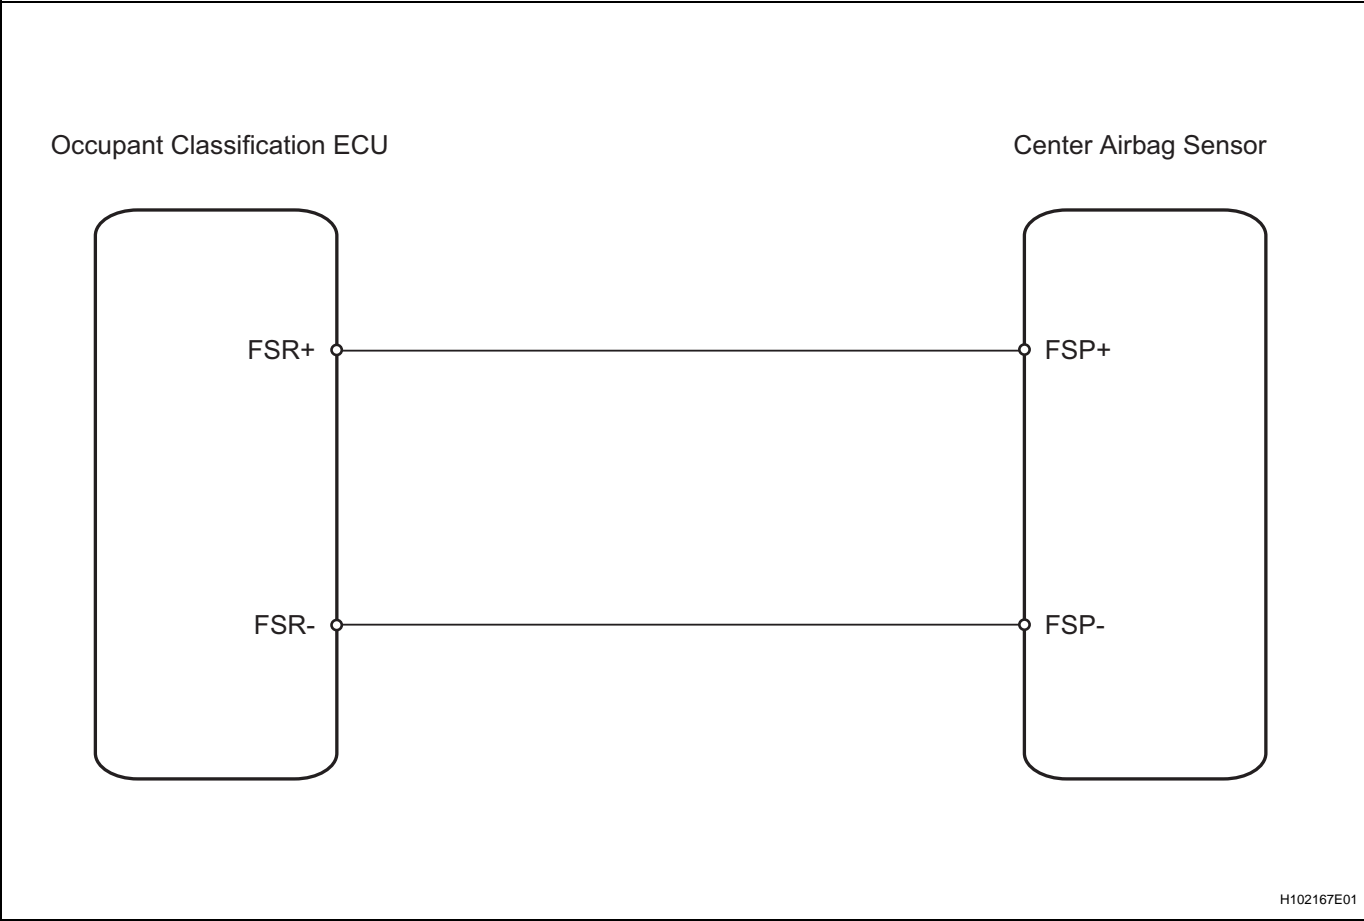 Occupant Classification ECU
Center Airbag Sensor
FSR+
FSP+
FSR-
FSP-
H102167E01